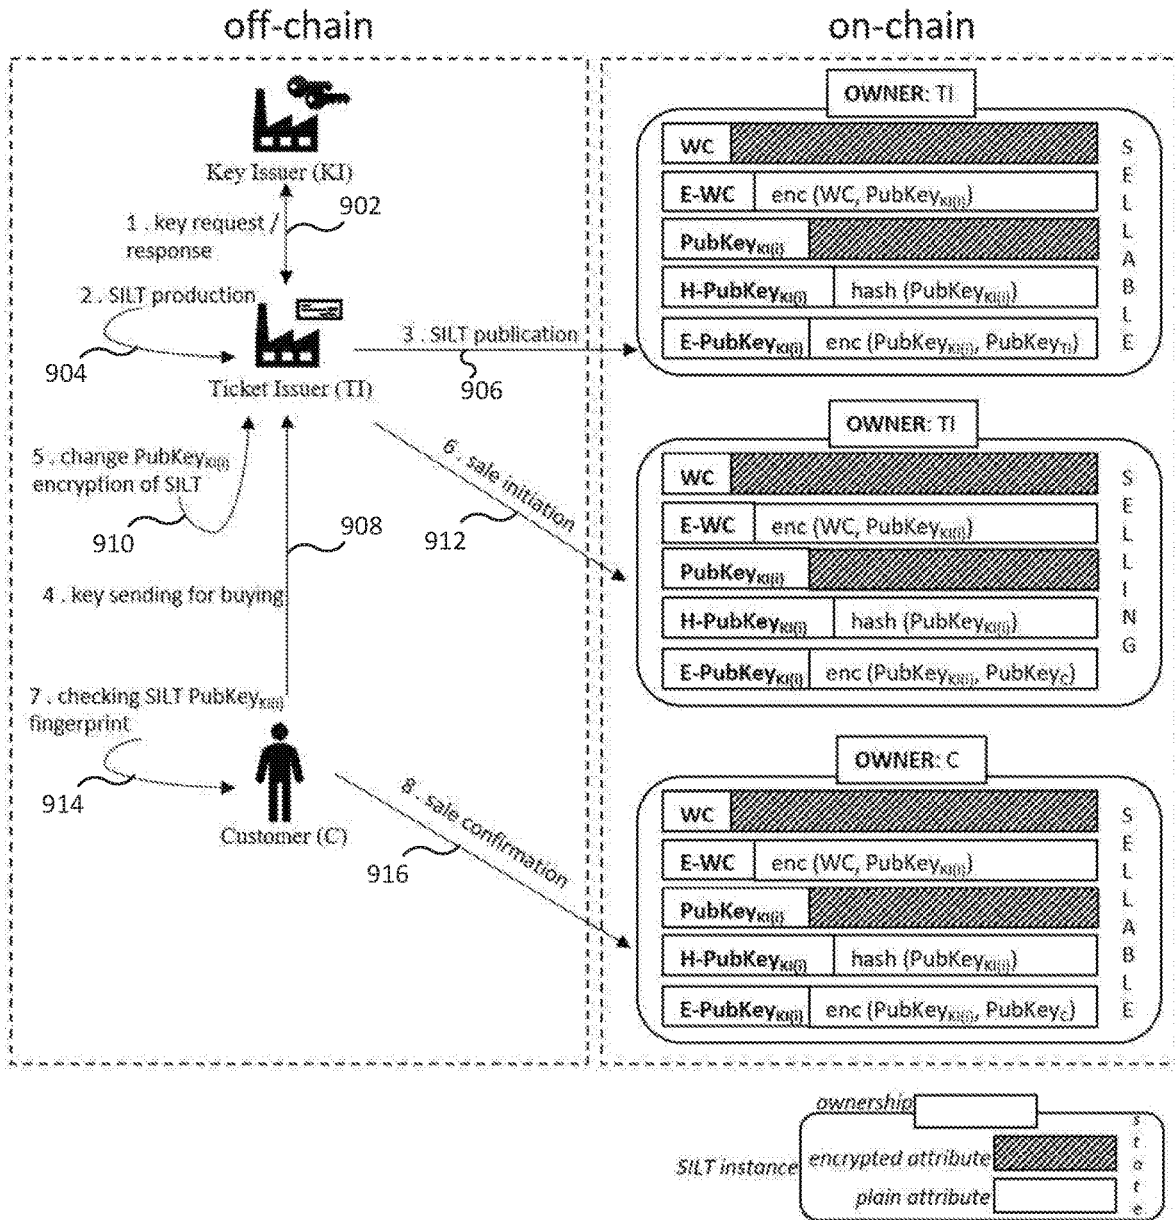 off-chain
on-chain
Key Issuer (KI)
902
1 . key request /
response
2 . SILT production
904
Ticket Issuer (TI)
3 . SILT publication
906
5 . change PubKeyKI(i)
encryption of SILT
910
908
6 . sale initiation
912
4 . key sending for buying
7 . checking SILT PubKeyKI(i)
fingerprint
914
Customer (C)
8 . sale confirmation
916
OWNER: TI
WC
E-WC enc (WC, PubKeyKI(i))
PubKeyKI(i)
H-PubKeyKI(i) hash (PubKeyKI(i))
E-PubKeyKI(i) enc (PubKeyKI(i), PubKeyTI)
SELLABLE
OWNER: TI
WC
E-WC enc (WC, PubKeyKI(i))
PubKeyKI(i)
H-PubKeyKI(i) hash (PubKeyKI(i))
E-PubKeyKI(i) enc (PubKeyKI(i), PubKeyC)
SELLING
OWNER: C
WC
E-WC enc (WC, PubKeyKI(i))
PubKeyKI(i)
H-PubKeyKI(i) hash (PubKeyKI(i))
E-PubKeyKI(i) enc (PubKeyKI(i), PubKeyC)
SELLABLE
ownership
SILT instance
encrypted attribute
plain attribute
state